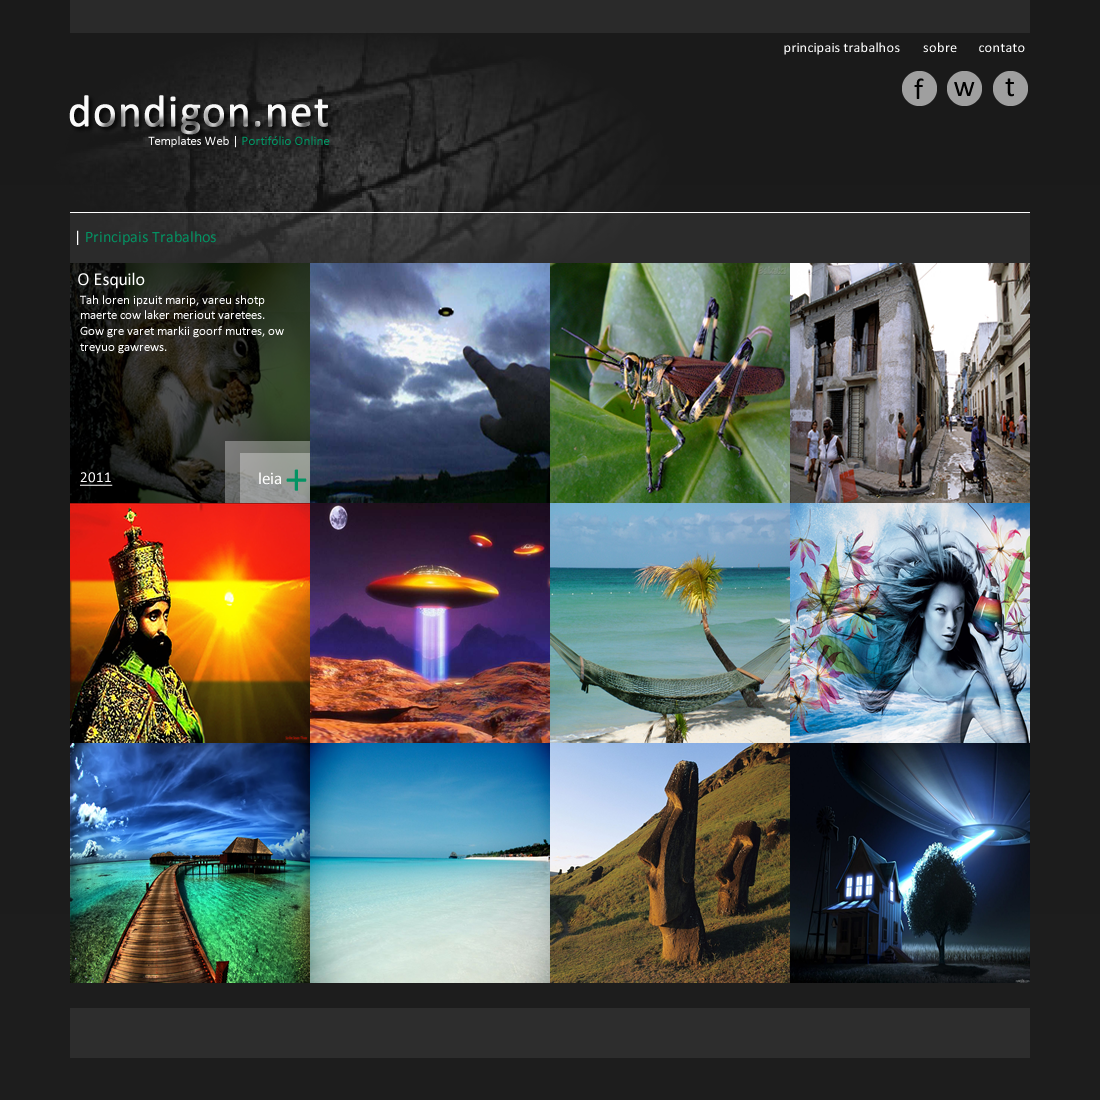 principais trabalhos sobre contato
f w t
dondigon.net
Templates Web | Portifólio Online
| Principais Trabalhos
O Esquilo
Tah loren ipzuit marip, vareu shotp
maerte cow laker meriout varetees.
Gow gre varet markii goorf mutres, ow
treyuo gawrews.
2011
leia +